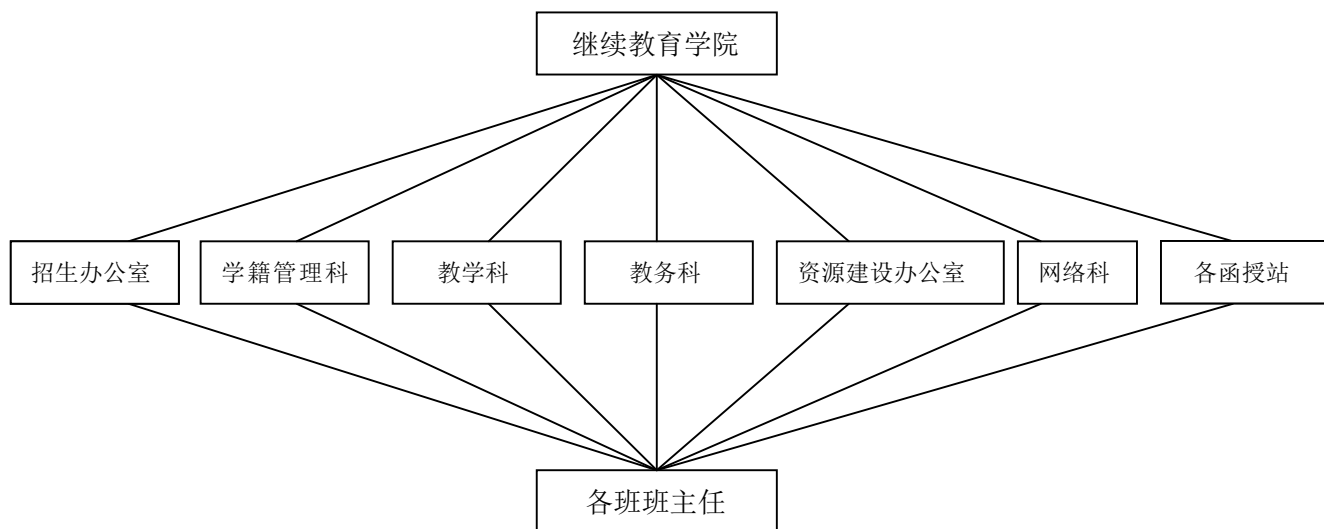 继续教育学院
招生办公室
学籍管理科
教学科
教务科
资源建设办公室
网络科
各函授站
各班班主任